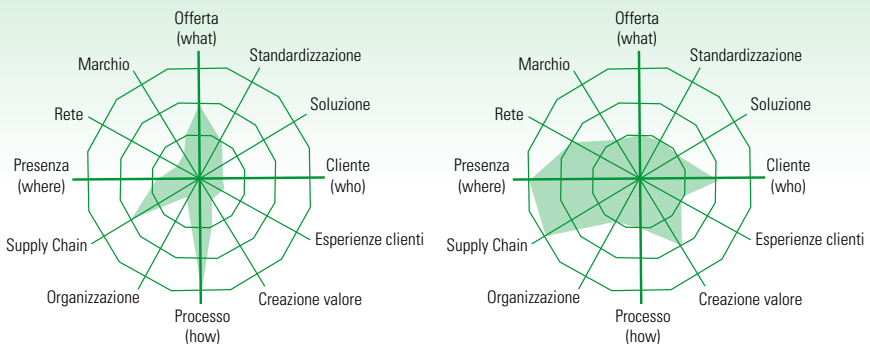 Offerta
(what)
Marchio
Standardizzazione
Rete
Soluzione
Presenza
(where)
Cliente
(who)
Supply Chain
Esperienze clienti
Organizzazione
Creazione valore
Processo
(how)
Offerta
(what)
Marchio
Standardizzazione
Rete
Soluzione
Presenza
(where)
Cliente
(who)
Supply Chain
Esperienze clienti
Organizzazione
Creazione valore
Processo
(how)